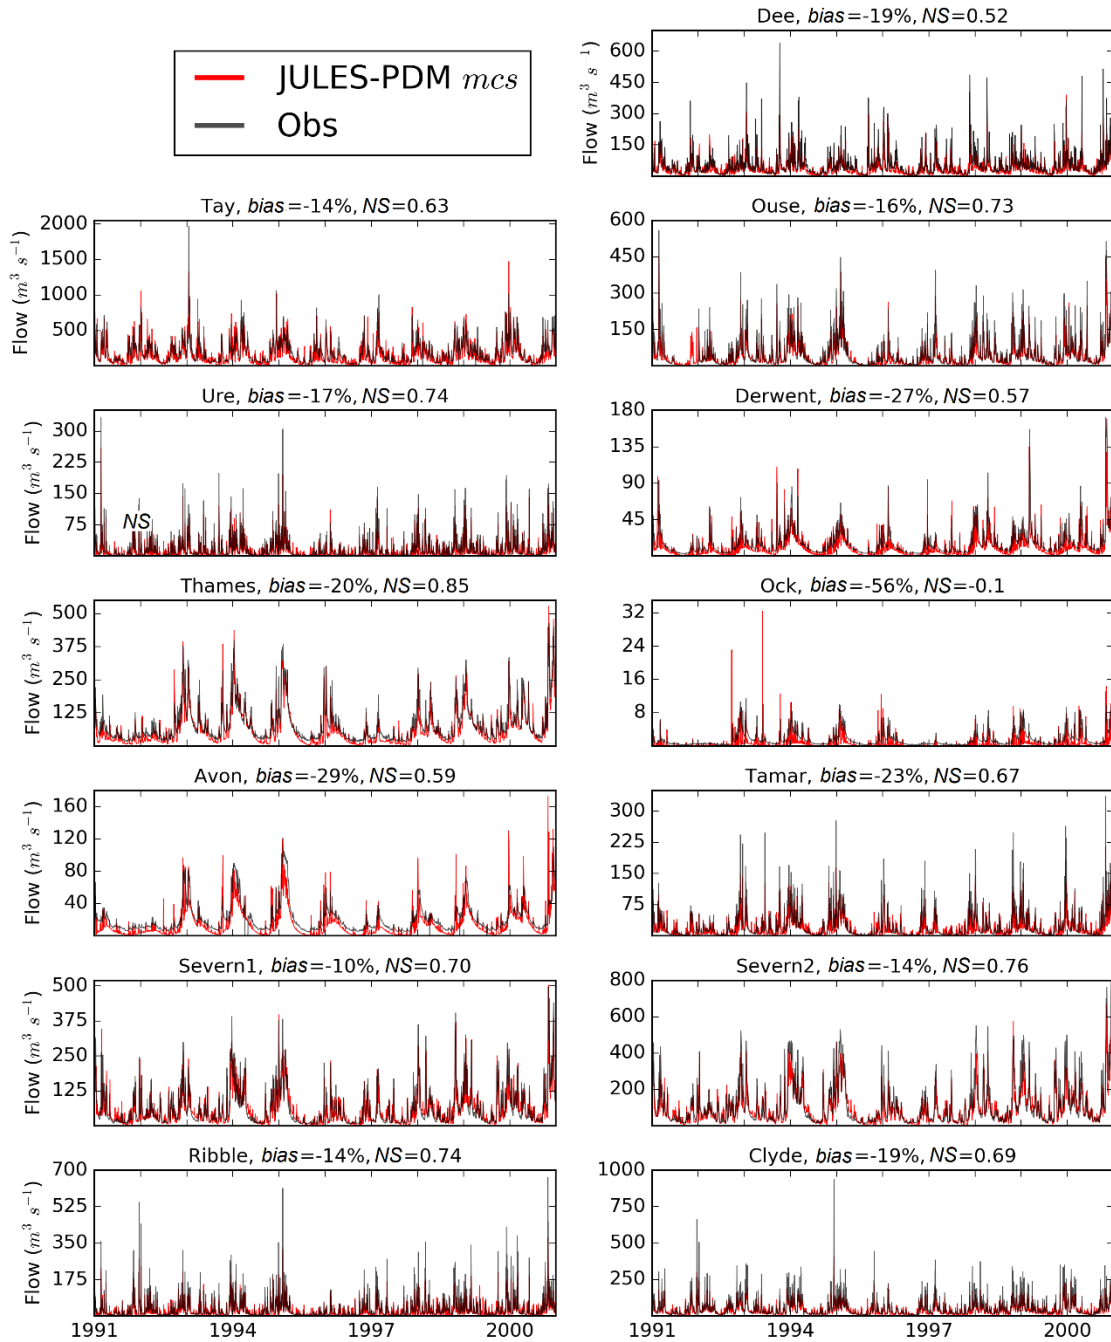 JULES-PDM mcs
Obs
Dee, bias=-19%, NS=0.52
Flow (m³ s⁻¹)
600
450
300
150
Tay, bias=-14%, NS=0.63
Flow (m³ s⁻¹)
2000
1500
1000
500
Ouse, bias=-16%, NS=0.73
600
450
300
150
Ure, bias=-17%, NS=0.74
Flow (m³ s⁻¹)
300
225
150
75
NS
Derwent, bias=-27%, NS=0.57
180
135
90
45
Thames, bias=-20%, NS=0.85
Flow (m³ s⁻¹)
500
375
250
125
Ock, bias=-56%, NS=-0.1
32
24
16
8
Avon, bias=-29%, NS=0.59
Flow (m³ s⁻¹)
160
120
80
40
Tamar, bias=-23%, NS=0.67
300
225
150
75
Severn1, bias=-10%, NS=0.70
Flow (m³ s⁻¹)
500
375
250
125
Severn2, bias=-14%, NS=0.76
800
600
400
200
Ribble, bias=-14%, NS=0.74
Flow (m³ s⁻¹)
700
525
350
175
1991 1994 1997 2000
Clyde, bias=-19%, NS=0.69
1000
750
500
250
1991 1994 1997 2000